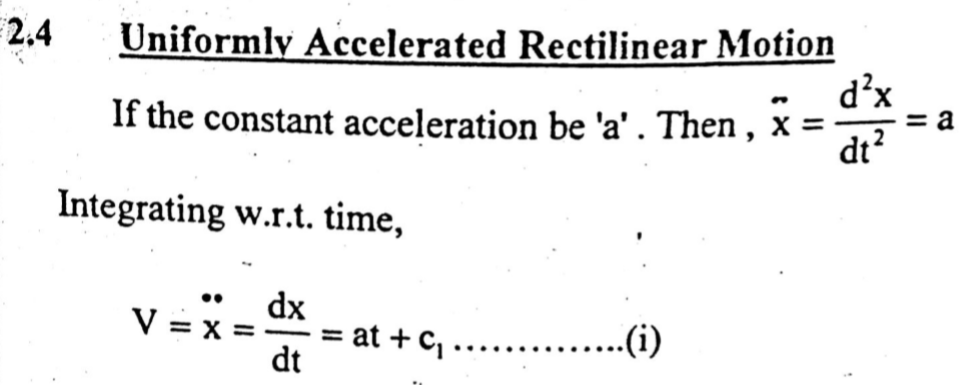 2.4 Uniformly Accelerated Rectilinear Motion
If the constant acceleration be 'a' . Then , ẍ = d²x/dt² = a
Integrating w.r.t. time,
V = ẍ = dx/dt = at + c₁ ...............(i)